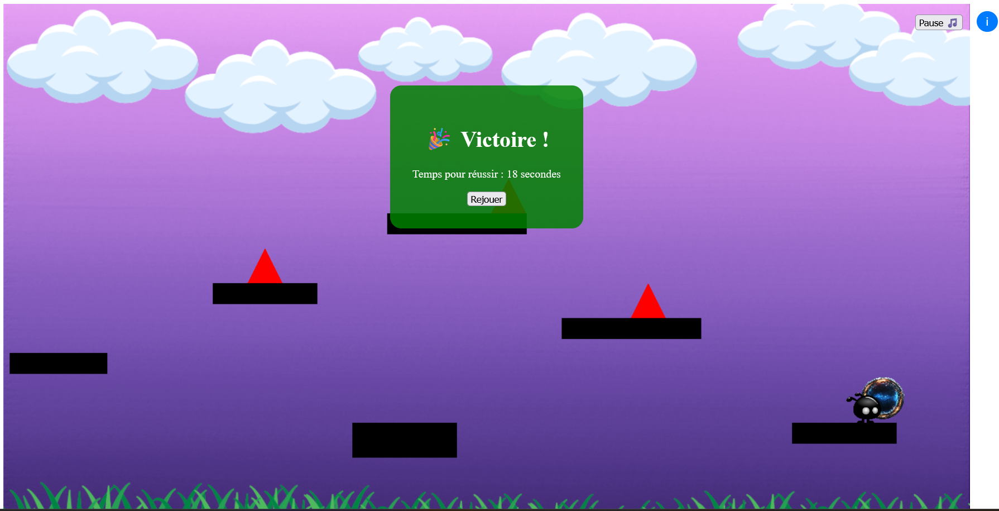 Pause 🎵
i
🎉 Victoire !
Temps pour réussir : 18 secondes
Rejouer